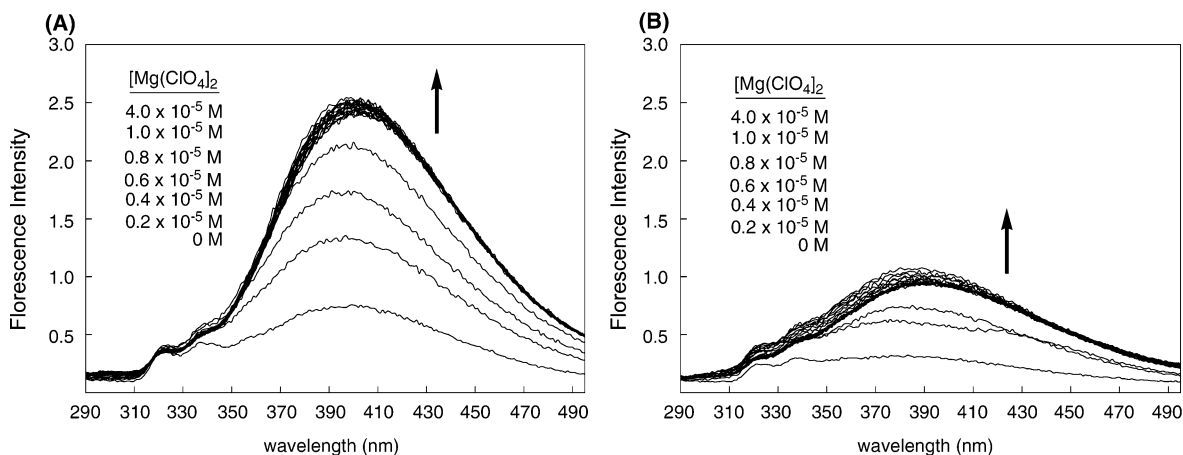 (A)
Florescence Intensity
3.0
2.5
2.0
1.5
1.0
0.5
[Mg(ClO4]2
4.0 x 10-5 M
1.0 x 10-5 M
0.8 x 10-5 M
0.6 x 10-5 M
0.4 x 10-5 M
0.2 x 10-5 M
0 M
290 310 330 350 370 390 410 430 450 470 490
wavelength (nm)
(B)
Florescence Intensity
3.0
2.5
2.0
1.5
1.0
0.5
[Mg(ClO4]2
4.0 x 10-5 M
1.0 x 10-5 M
0.8 x 10-5 M
0.6 x 10-5 M
0.4 x 10-5 M
0.2 x 10-5 M
0 M
290 310 330 350 370 390 410 430 450 470 490
wavelength (nm)